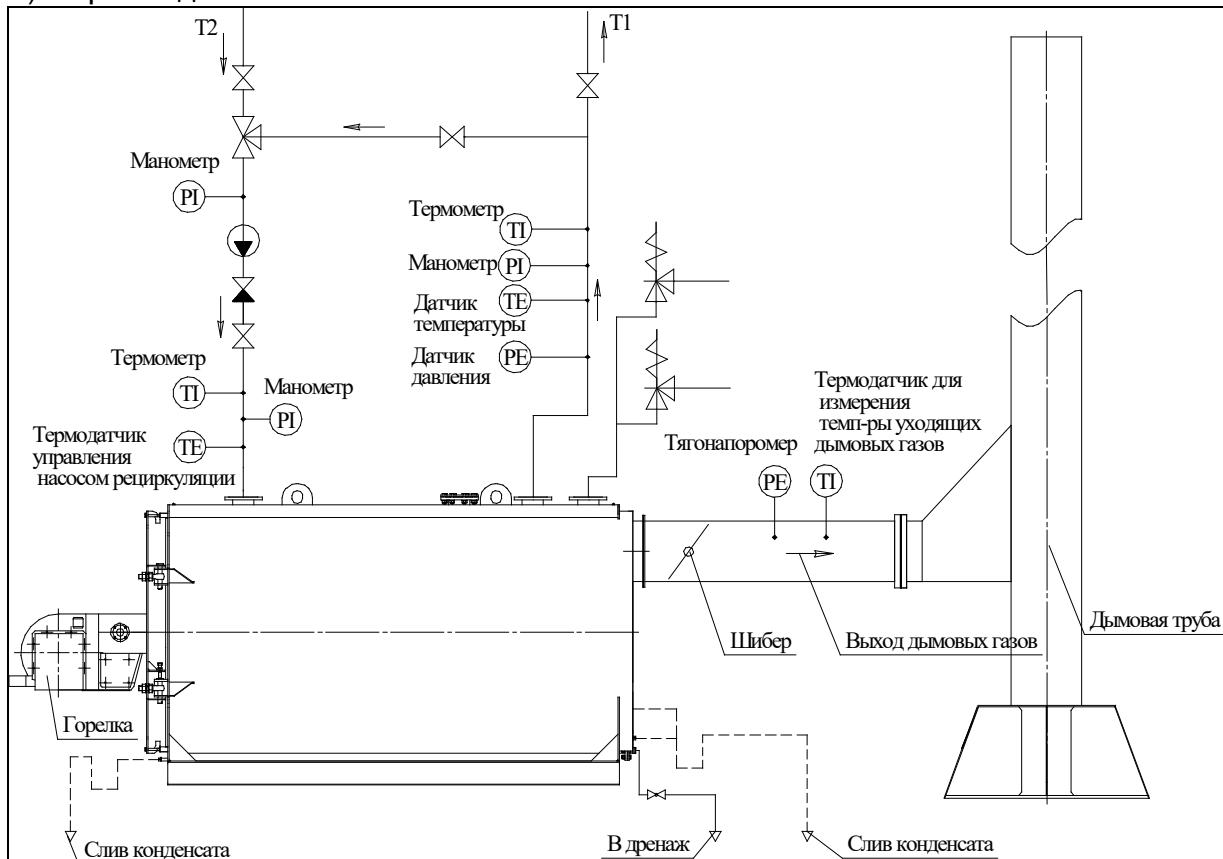 T2
T1
Манометр
PI
Термометр
TI
Манометр
PI
Датчик
температуры
TE
Датчик
давления
PE
Термометр
TI
Манометр
PI
Термодатчик
управления
насосом рециркуляции
TE
Термодатчик для
измерения
темп-ры уходящих
дымовых газов
Тягонапоромер
PE
TI
Шибер
Выход дымовых газов
Дымовая труба
Горелка
Слив конденсата
В дренаж
Слив конденсата